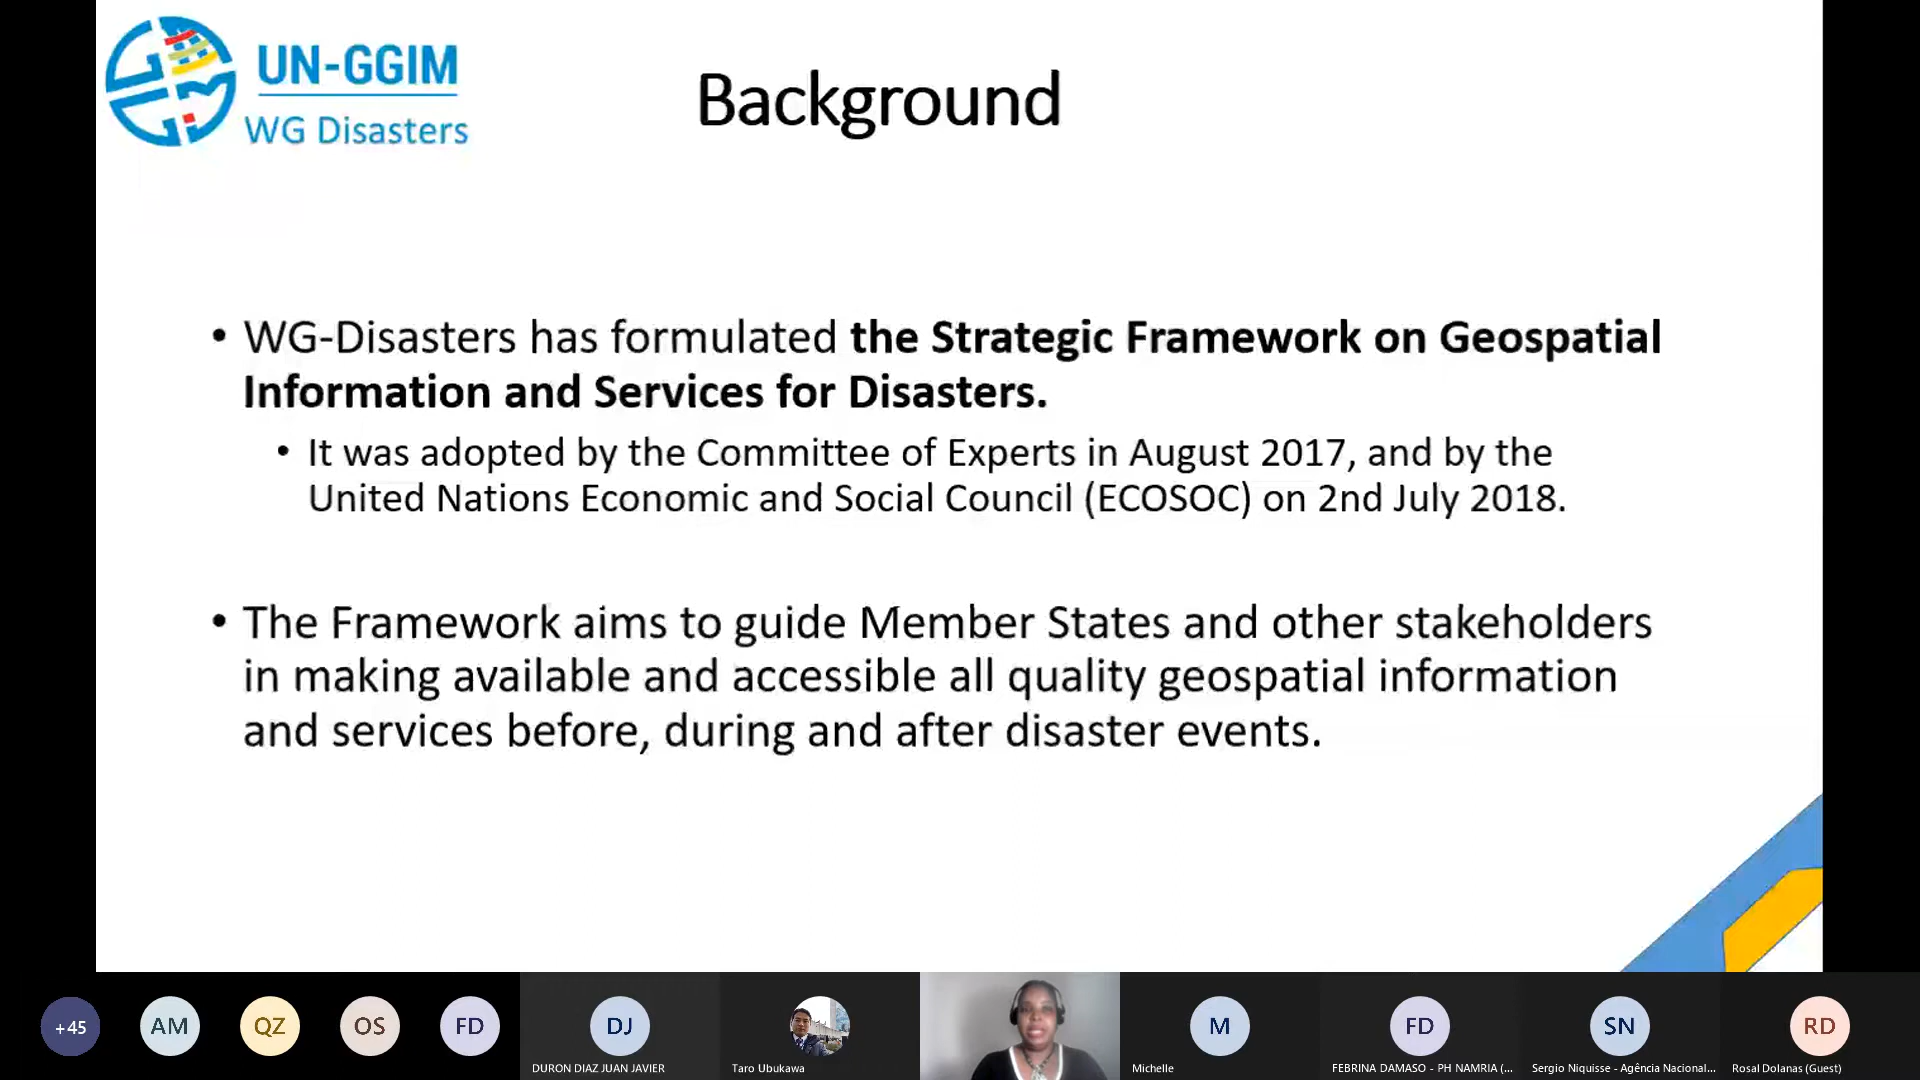 UN-GGIM
WG Disasters
Background
• WG-Disasters has formulated the Strategic Framework on Geospatial
Information and Services for Disasters.
• It was adopted by the Committee of Experts in August 2017, and by the
United Nations Economic and Social Council (ECOSOC) on 2nd July 2018.
• The Framework aims to guide Member States and other stakeholders
in making available and accessible all quality geospatial information
and services before, during and after disaster events.
+45
AM
QZ
OS
FD
DJ
DURON DIAZ JUAN JAVIER
Taro Ubukawa
M
Michelle
FD
FEBRINA DAMASO - PH NAMRIA (...
SN
Sergio Niquisse - Agência Nacional...
RD
Rosal Dolanas (Guest)